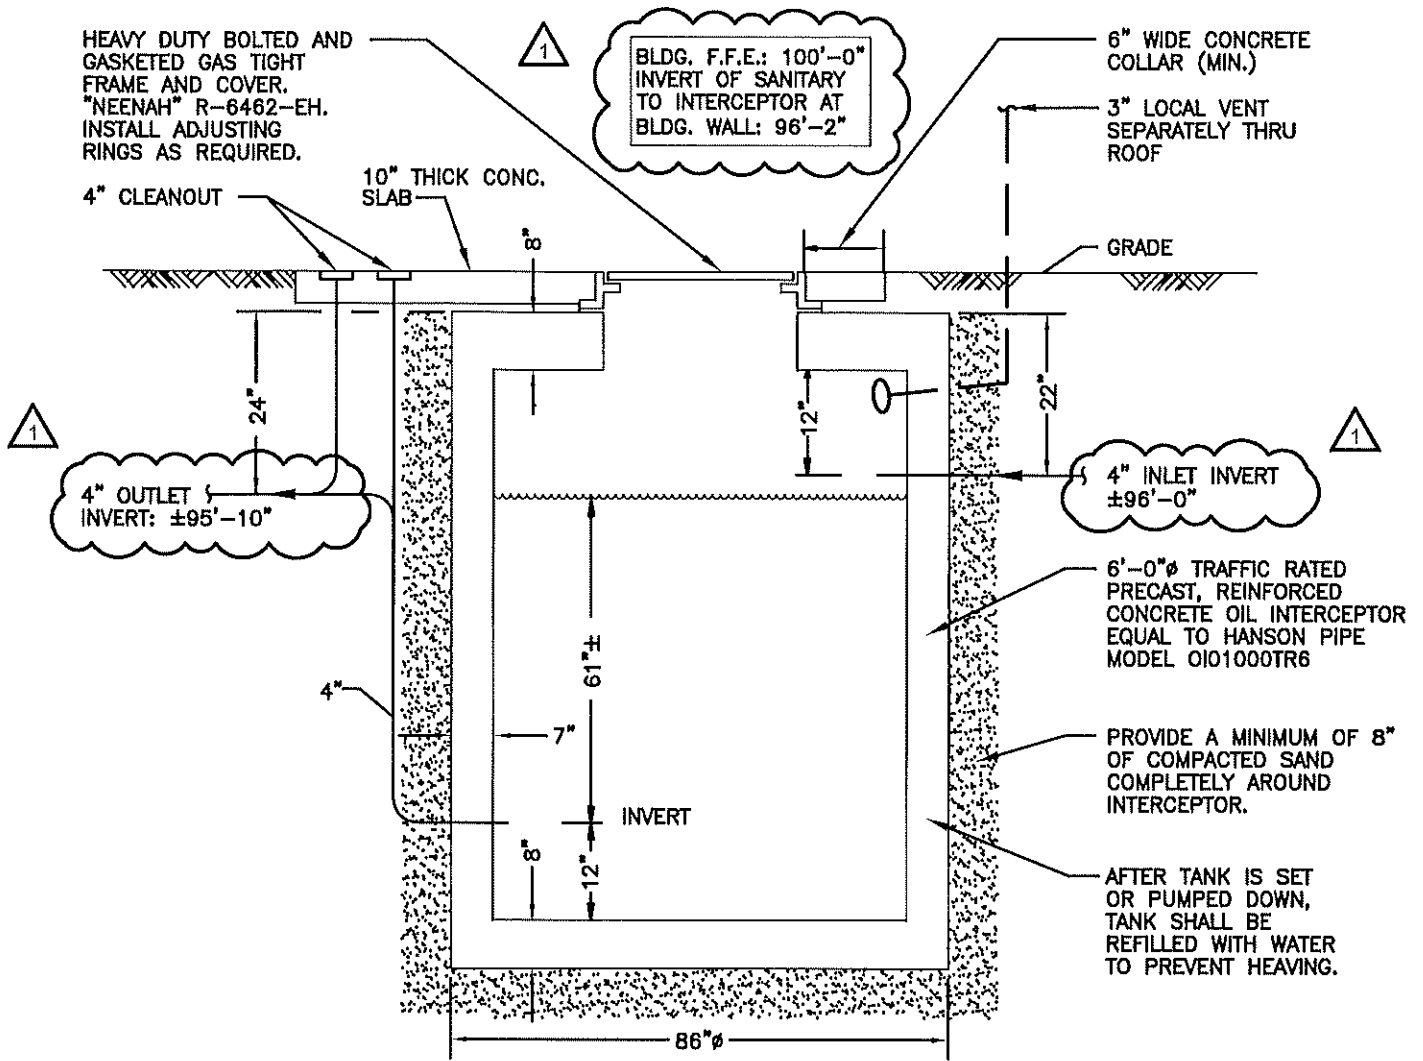 HEAVY DUTY BOLTED AND
GASKETED GAS TIGHT
FRAME AND COVER.
"NEENAH" R-6462-EH.
INSTALL ADJUSTING
RINGS AS REQUIRED.
4" CLEANOUT
10" THICK CONC.
SLAB
1
BLDG. F.F.E.: 100'-0"
INVERT OF SANITARY
TO INTERCEPTOR AT
BLDG. WALL: 96'-2"
6" WIDE CONCRETE
COLLAR (MIN.)
3" LOCAL VENT
SEPARATELY THRU
ROOF
GRADE
8"
24"
12"
22"
1
4" OUTLET
INVERT: ±95'-10"
1
4" INLET INVERT
±96'-0"
6'-0"ø TRAFFIC RATED
PRECAST, REINFORCED
CONCRETE OIL INTERCEPTOR
EQUAL TO HANSON PIPE
MODEL OI01000TR6
61"±
4"
7"
PROVIDE A MINIMUM OF 8"
OF COMPACTED SAND
COMPLETELY AROUND
INTERCEPTOR.
INVERT
8"
12"
AFTER TANK IS SET
OR PUMPED DOWN,
TANK SHALL BE
REFILLED WITH WATER
TO PREVENT HEAVING.
86"ø